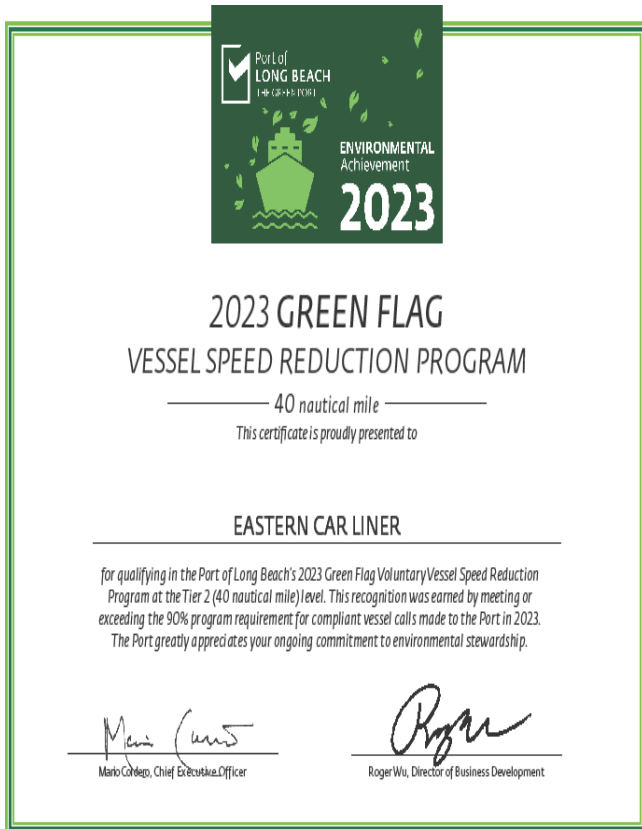 Port of
LONG BEACH
THE GREEN PORT
ENVIRONMENTAL
Achievement
2023
2023 GREEN FLAG
VESSEL SPEED REDUCTION PROGRAM
40 nautical mile
This certificate is proudly presented to
EASTERN CAR LINER
for qualifying in the Port of Long Beach's 2023 Green Flag Voluntary Vessel Speed Reduction
Program at the Tier 2 (40 nautical mile) level. This recognition was earned by meeting or
exceeding the 90% program requirement for compliant vessel calls made to the Port in 2023.
The Port greatly appreciates your ongoing commitment to environmental stewardship.
Mario Cordero, Chief Executive Officer
Roger Wu, Director of Business Development